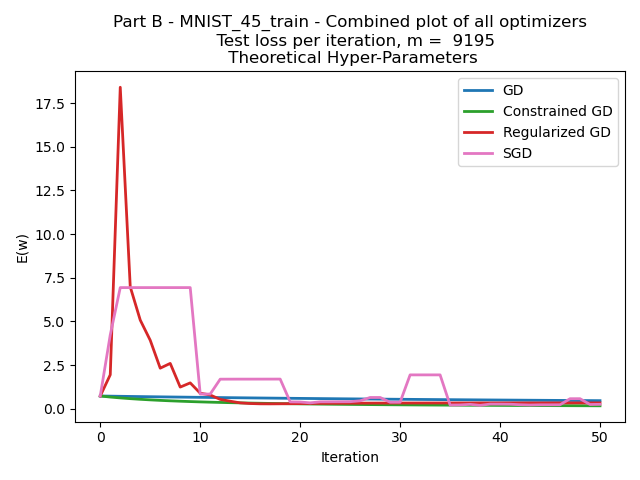 Part B - MNIST_45_train - Combined plot of all optimizers
Test loss per iteration, m =  9195
Theoretical Hyper-Parameters
GD
Constrained GD
Regularized GD
SGD
17.5
15.0
12.5
10.0
7.5
5.0
2.5
0.0
E(w)
0 10 20 30 40 50
Iteration